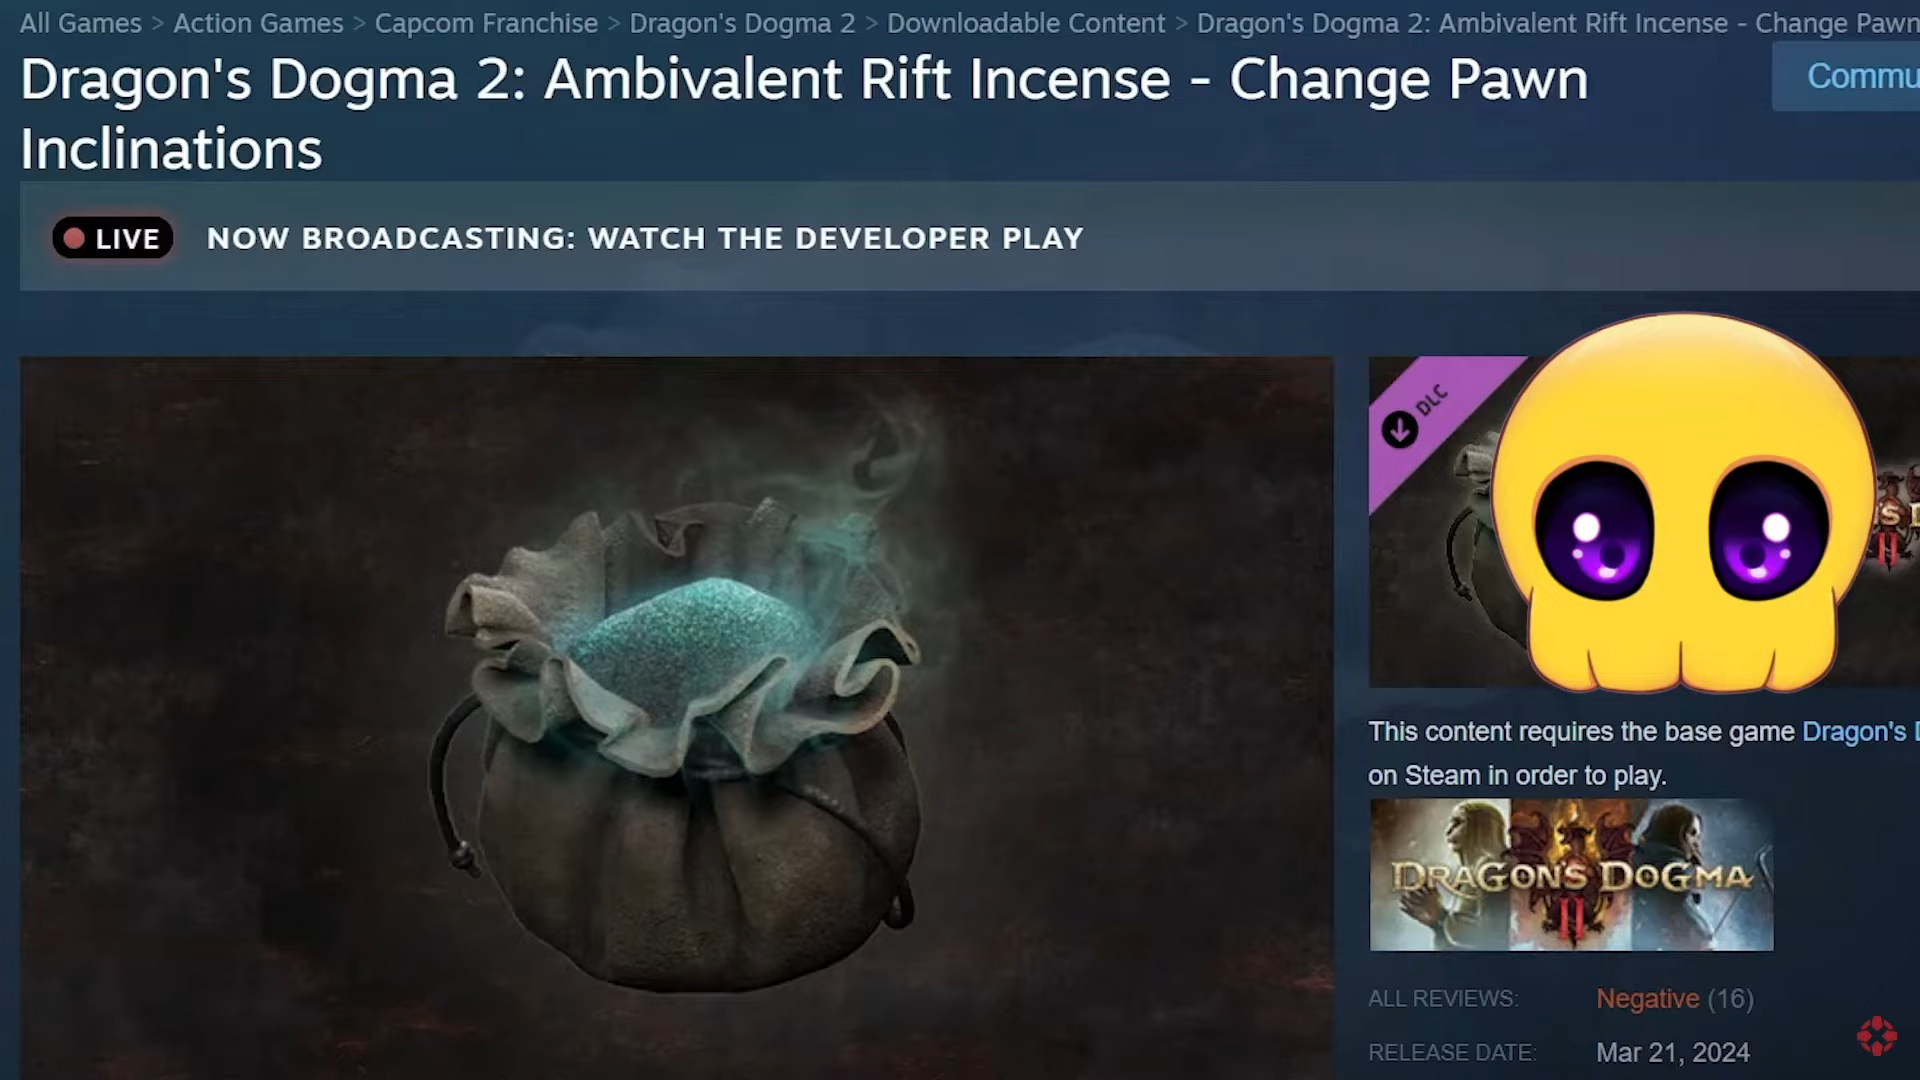 All Games > Action Games > Capcom Franchise > Dragon's Dogma 2 > Downloadable Content > Dragon's Dogma 2: Ambivalent Rift Incense - Change Pawn
Dragon's Dogma 2: Ambivalent Rift Incense - Change Pawn
Inclinations
Commu
LIVE NOW BROADCASTING: WATCH THE DEVELOPER PLAY
DLC
This content requires the base game Dragon's D
on Steam in order to play.
DRAGON'S DOGMA
II
ALL REVIEWS: Negative (16)
RELEASE DATE: Mar 21, 2024